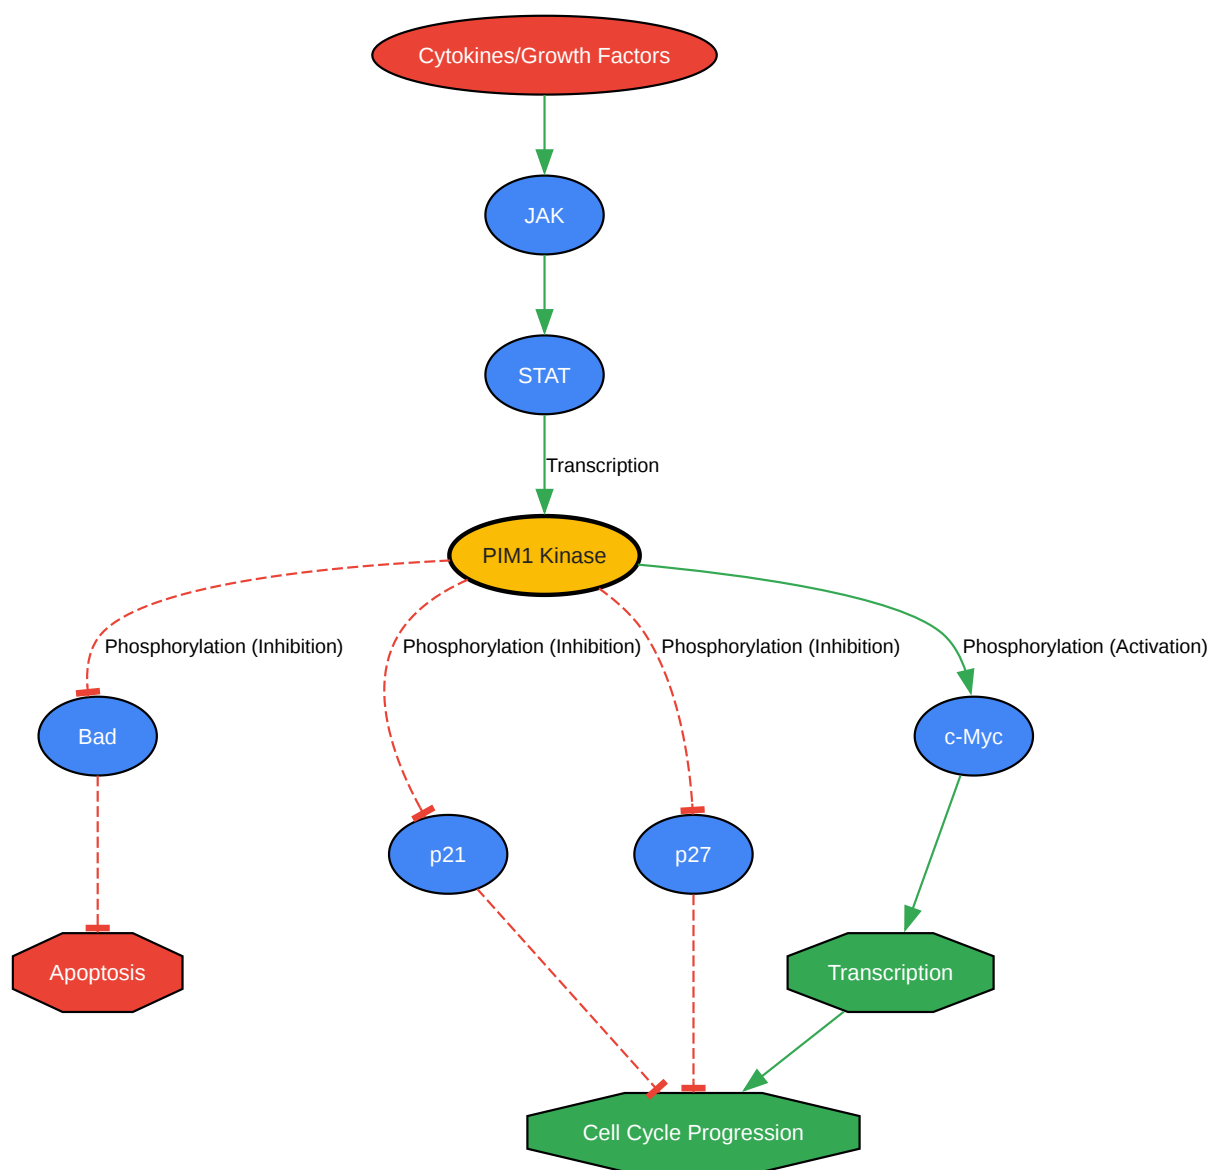 Cytokines/Growth Factors
JAK
STAT
Transcription
PIM1 Kinase
Phosphorylation (Inhibition)
Phosphorylation (Inhibition)
Phosphorylation (Inhibition)
Phosphorylation (Activation)
Bad
c-Myc
p21
p27
Apoptosis
Transcription
Cell Cycle Progression